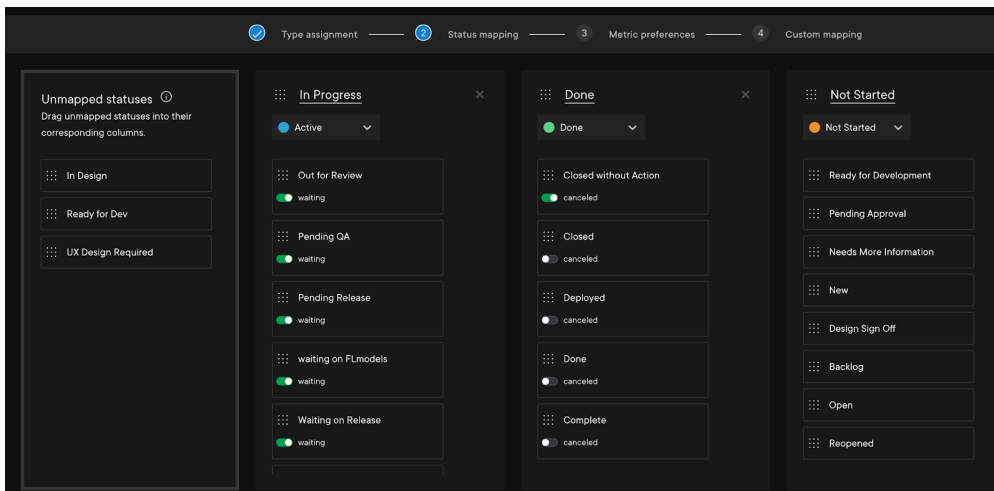 Type assignment
2
Status mapping
3
Metric preferences
4
Custom mapping
Unmapped statuses
Drag unmapped statuses into their
corresponding columns.
In Design
Ready for Dev
UX Design Required
In Progress
Active
Out for Review
waiting
Pending QA
waiting
Pending Release
waiting
waiting on FLmodels
waiting
Waiting on Release
waiting
Done
Done
Closed without Action
canceled
Closed
canceled
Deployed
canceled
Done
canceled
Complete
canceled
Not Started
Not Started
Ready for Development
Pending Approval
Needs More Information
New
Design Sign Off
Backlog
Open
Reopened